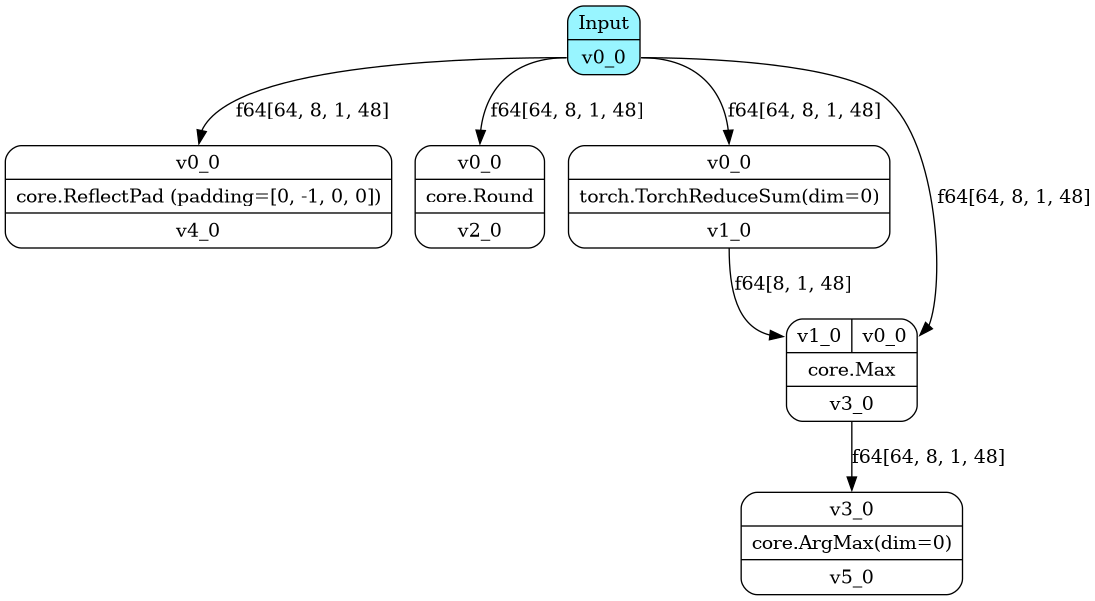 Input
v0_0
f64[64, 8, 1, 48]
f64[64, 8, 1, 48]
f64[64, 8, 1, 48]
f64[64, 8, 1, 48]
v0_0
core.ReflectPad (padding=[0, -1, 0, 0])
v4_0
v0_0
core.Round
v2_0
v0_0
torch.TorchReduceSum(dim=0)
v1_0
f64[8, 1, 48]
v1_0
v0_0
core.Max
v3_0
f64[64, 8, 1, 48]
v3_0
core.ArgMax(dim=0)
v5_0